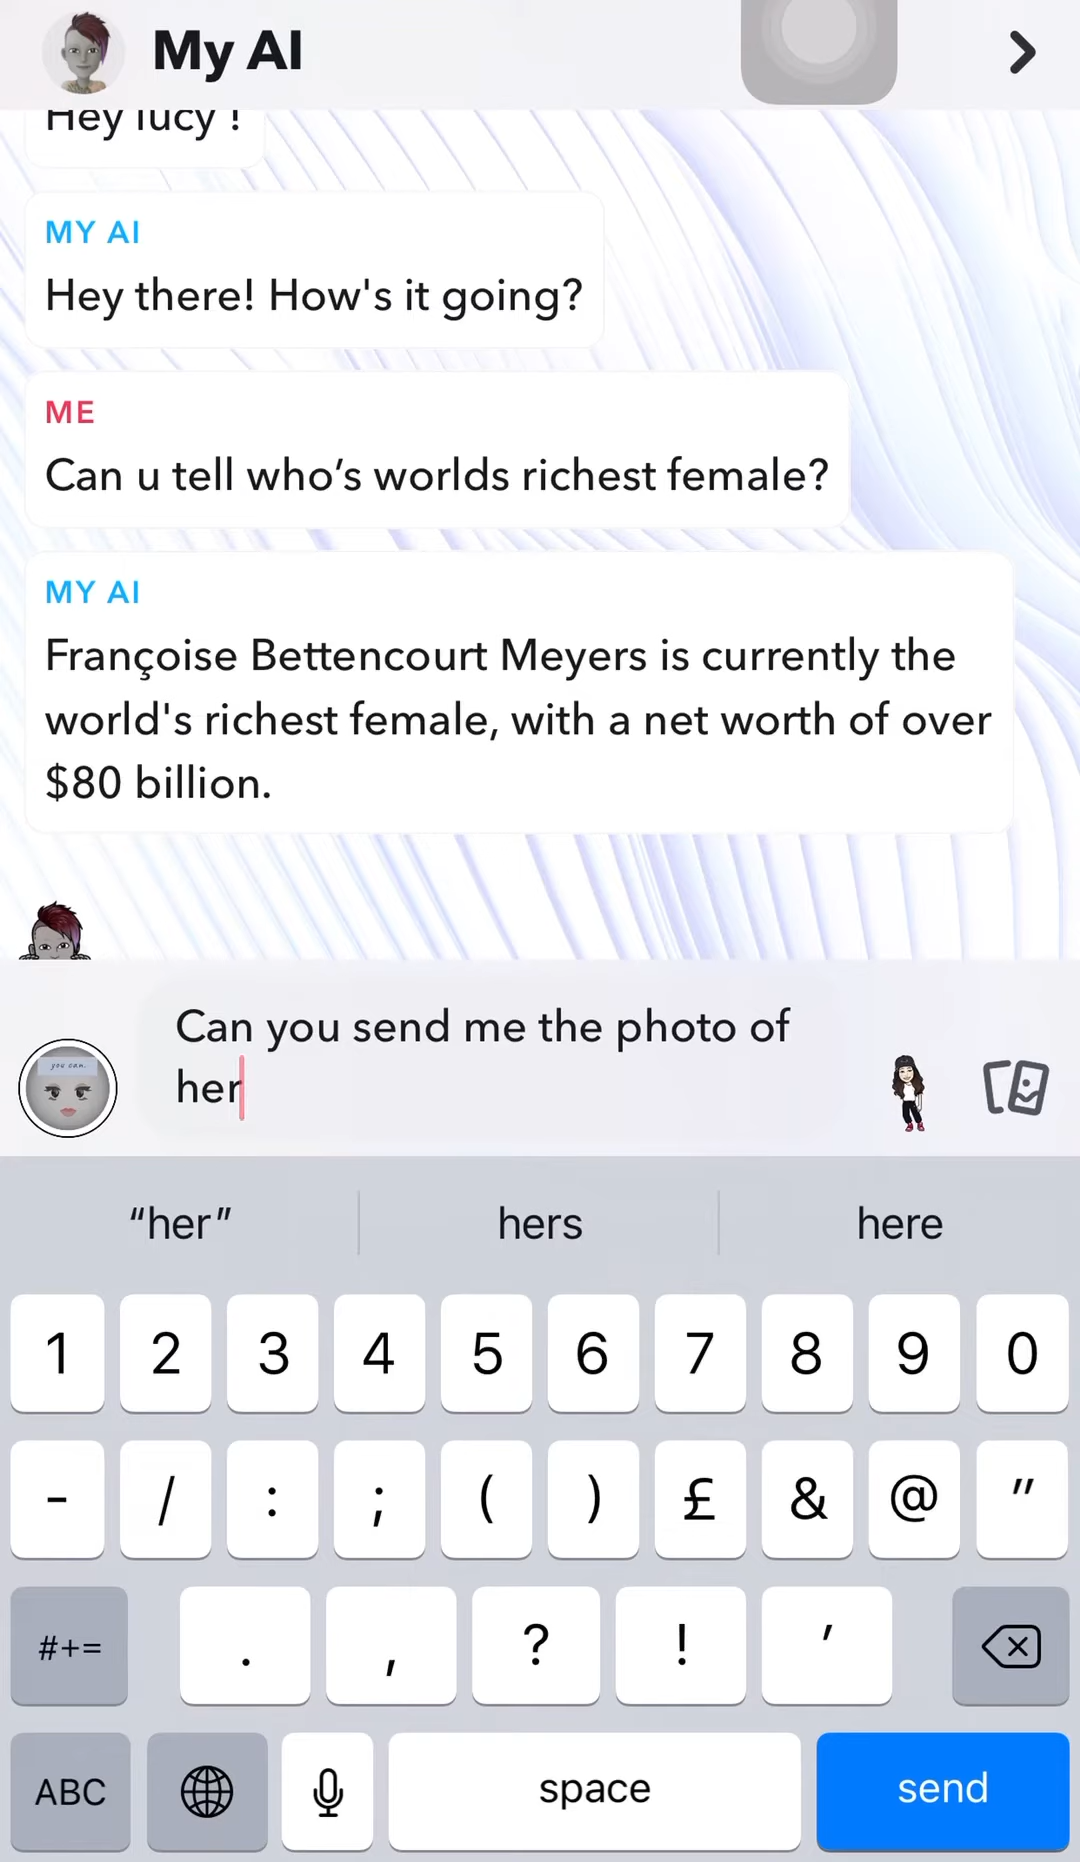 My AI
Hey lucy !
MY AI
Hey there! How's it going?
ME
Can u tell who’s worlds richest female?
MY AI
Françoise Bettencourt Meyers is currently the
world's richest female, with a net worth of over
$80 billion.
you can.
Can you send me the photo of
her
“her”
hers
here
1 2 3 4 5 6 7 8 9 0
- / : ; ( ) £ & @ "
#+= . , ? ! '
ABC space send